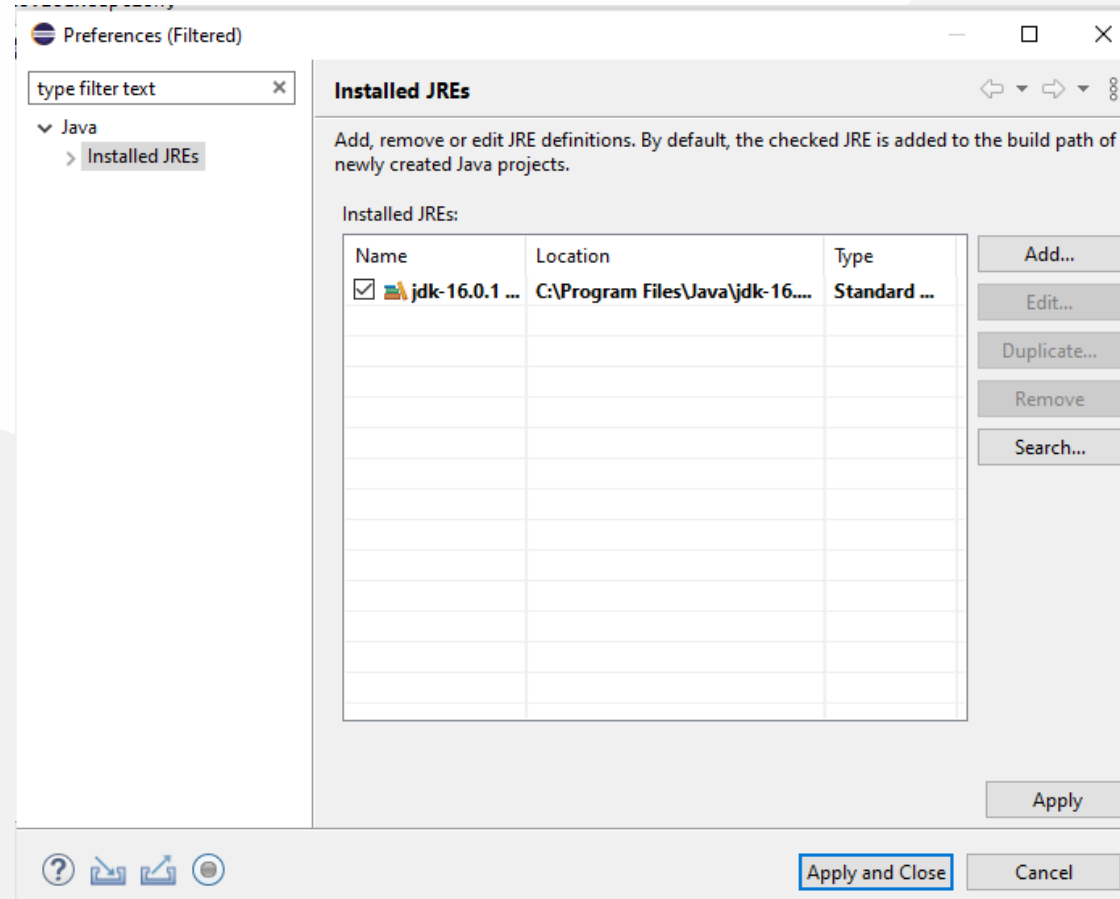 Preferences (Filtered)
type filter text
Java
Installed JREs
Installed JREs
Add, remove or edit JRE definitions. By default, the checked JRE is added to the build path of
newly created Java projects.
Installed JREs:
Name Location Type
jdk-16.0.1 ... C:\Program Files\Java\jdk-16.... Standard ...
Add...
Edit...
Duplicate...
Remove
Search...
Apply
?
Apply and Close Cancel